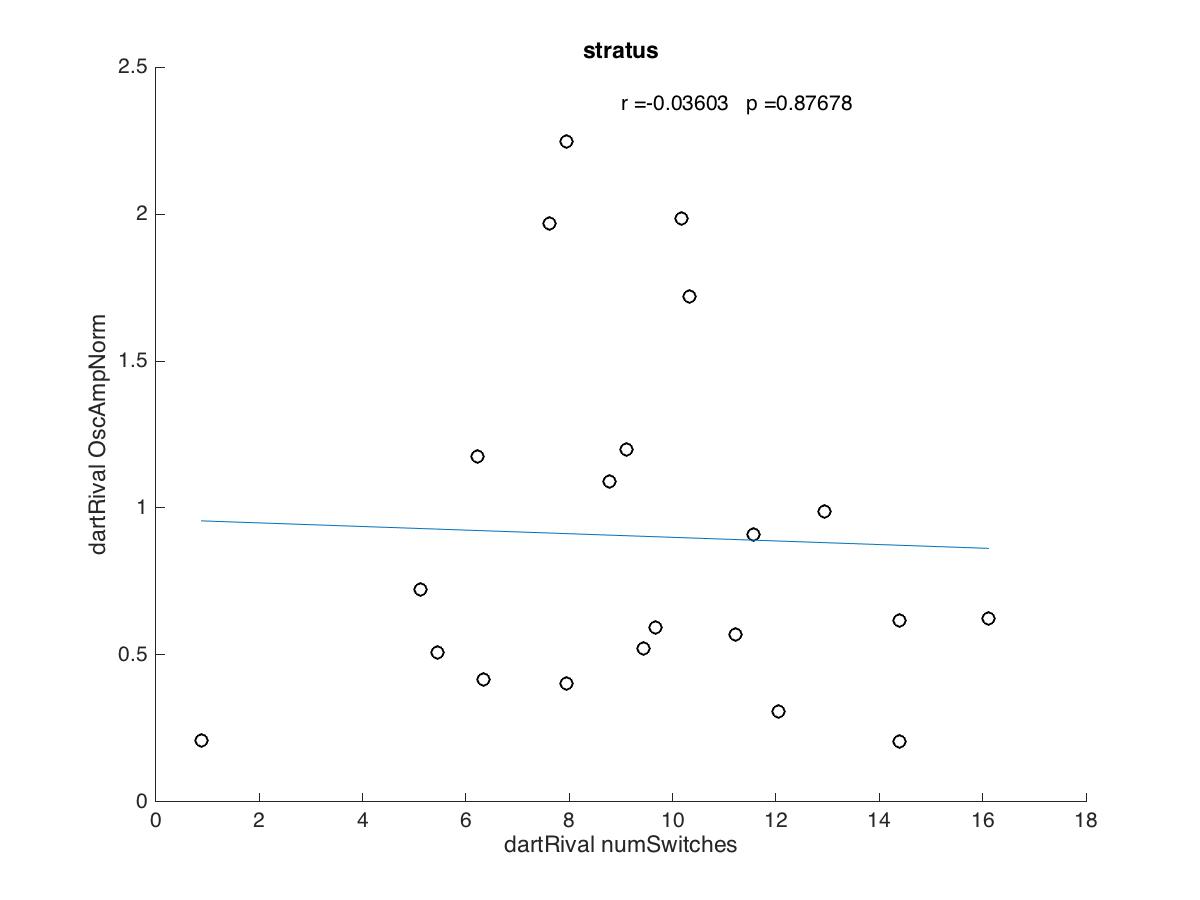 stratus
r =-0.03603 p =0.87678
2.5
2
1.5
1
0.5
0
dartRival OscAmpNorm
0 2 4 6 8 10 12 14 16 18
dartRival numSwitches